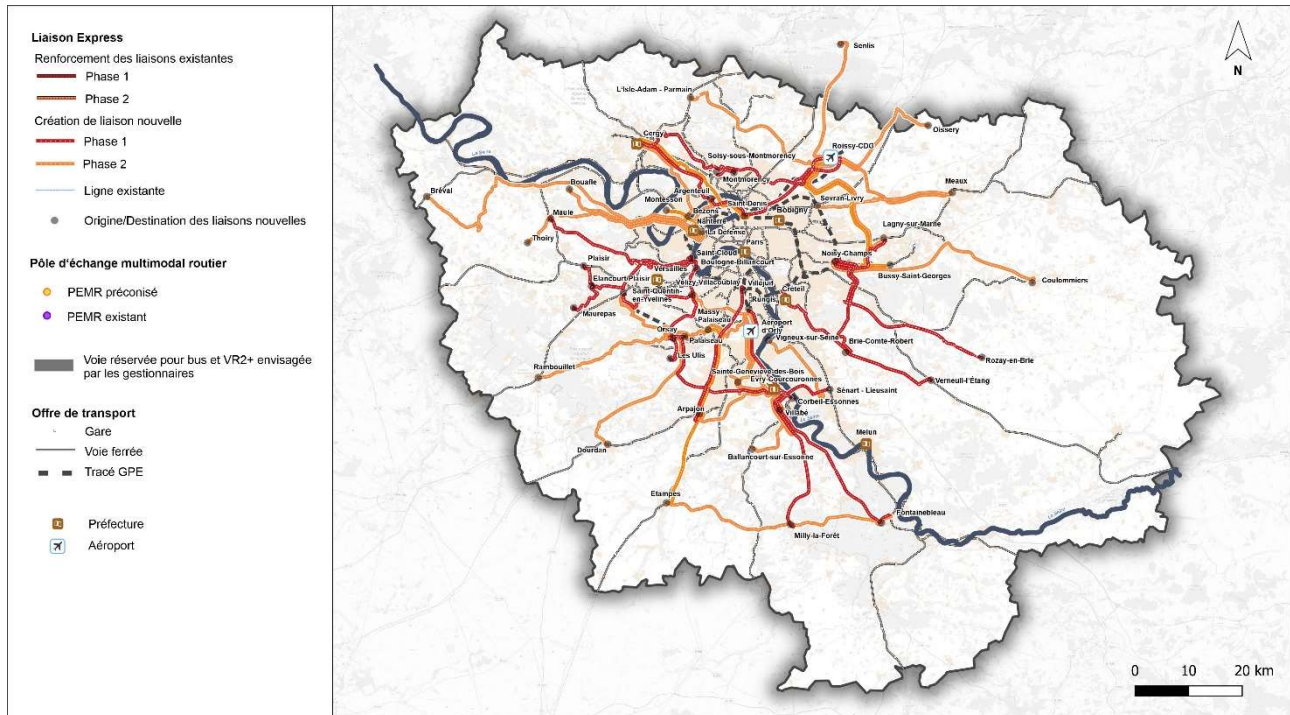 Liaison Express
Renforcement des liaisons existantes
Phase 1
Phase 2
Création de liaison nouvelle
Phase 1
Phase 2
Ligne existante
Origine/Destination des liaisons nouvelles
Pôle d'échange multimodal routier
PEMR préconisé
PEMR existant
Voie réservée pour bus et VR2+ envisagée
par les gestionnaires
Offre de transport
Gare
Voie ferrée
Tracé GPE
Préfecture
Aéroport
N
Senlis
L'Isle-Adam - Parmain
Oissery
Cergy
Roissy-CDG
Soisy-sous-Montmorency
La Seine
Montmorency
Meaux
Bréval
Bouafle
Argenteuil
Sevran-Livry
Montesson
Saint-Denis
Bezons
Bobigny
Maule
Nanterre
Lagny-sur-Marne
La Défense
Thoiry
Paris
Saint-Cloud
Noisy-Champs
Plaisir
Versailles
Boulogne-Billancourt
Bussy-Saint-Georges
Coulommiers
Elancourt
Plaisir
Vélizy-Villacoublay
Villejuif
Saint-Quentin
en-Yvelines
Créteil
Rungis
Maurepas
Massy
-Palaiseau
Aéroport
d'Orly
Orsay
Palaiseau
Vigneux-sur-Seine
Brie-Comte-Robert
Les Ulis
Rozay-en-Brie
Rambouillet
Sainte-Geneviève-des-Bois
Verneuil-l'Étang
Evry-Courcouronnes
Sénart - Lieusaint
Corbeil-Essonnes
Arpajon
Villabé
La Seine
Melun
Dourdan
Ballancourt-sur-Essonne
Etampes
Fontainebleau
La Seine
Milly-la-Forêt
0 10 20 km